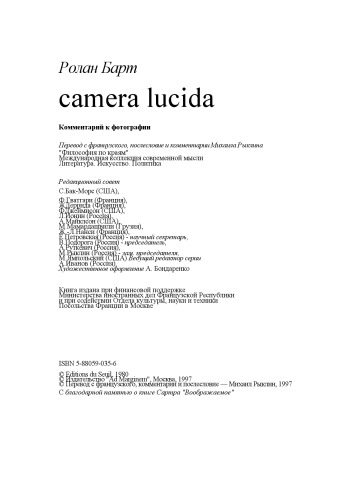 Ролан Барт
camera lucida
Комментарий к фотографии
Перевод с французского, послесловие и комментарии Михаила Рыклина
"Философия по краям"
Международная коллекция современной мысли
Литература. Искусство. Политика
Редакционный совет
С.Бак-Морс (США),
Ф.Гваттари (Франция),
Ж.Деррида (Франция),
Ф.Джеймисон (США),
Л.Ионин (Россия),
А.Майклсон (США),
М.Мамардашвили (Грузия),
Ж.-Л.Нанси (Франция),
Е.Петровская (Россия) - научный секретарь,
В.Подорога (Россия) - председатель,
А.Руткевич (Россия),
М.Рыклин (Россия) - зам. председателя,
М.Ямпольский (США) Ведущий редактор серии
А.Иванов (Россия),
Художественное оформление А. Бондаренко
Книга издана при финансовой поддержке
Министерства иностранных дел Французской Республики
и при содействии Отдела культуры, науки и техники
Посольства Франции в Москве
ISBN 5-88059-035-6
© Editions du Seuil, 1980
© Издательство "Ad Marginem", Москва, 1997
© Перевод с французского, комментарии и послесловие — Михаил Рыклин, 1997
С благодарной памятью о книге Сартра "Воображаемое"